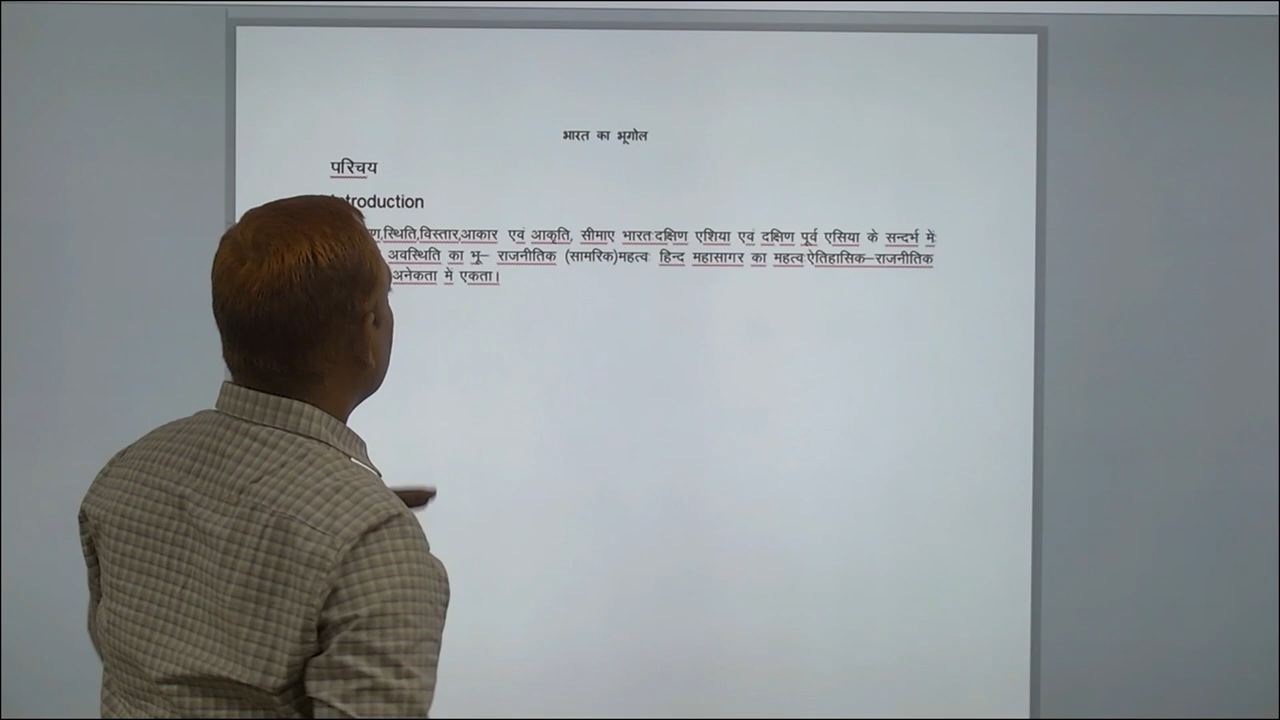 भारत का भूगोल
परिचय
Introduction
स्थिति,विस्तार,आकार एवं आकृति, सीमाए भारत:दक्षिण एशिया एवं दक्षिण पूर्व एसिया के सन्दर्भ में:
अवस्थिति का भू– राजनीतिक (सामरिक)महत्व: हिन्द महासागर का महत्व:ऐतिहासिक–राजनीतिक
अनेकता में एकता।